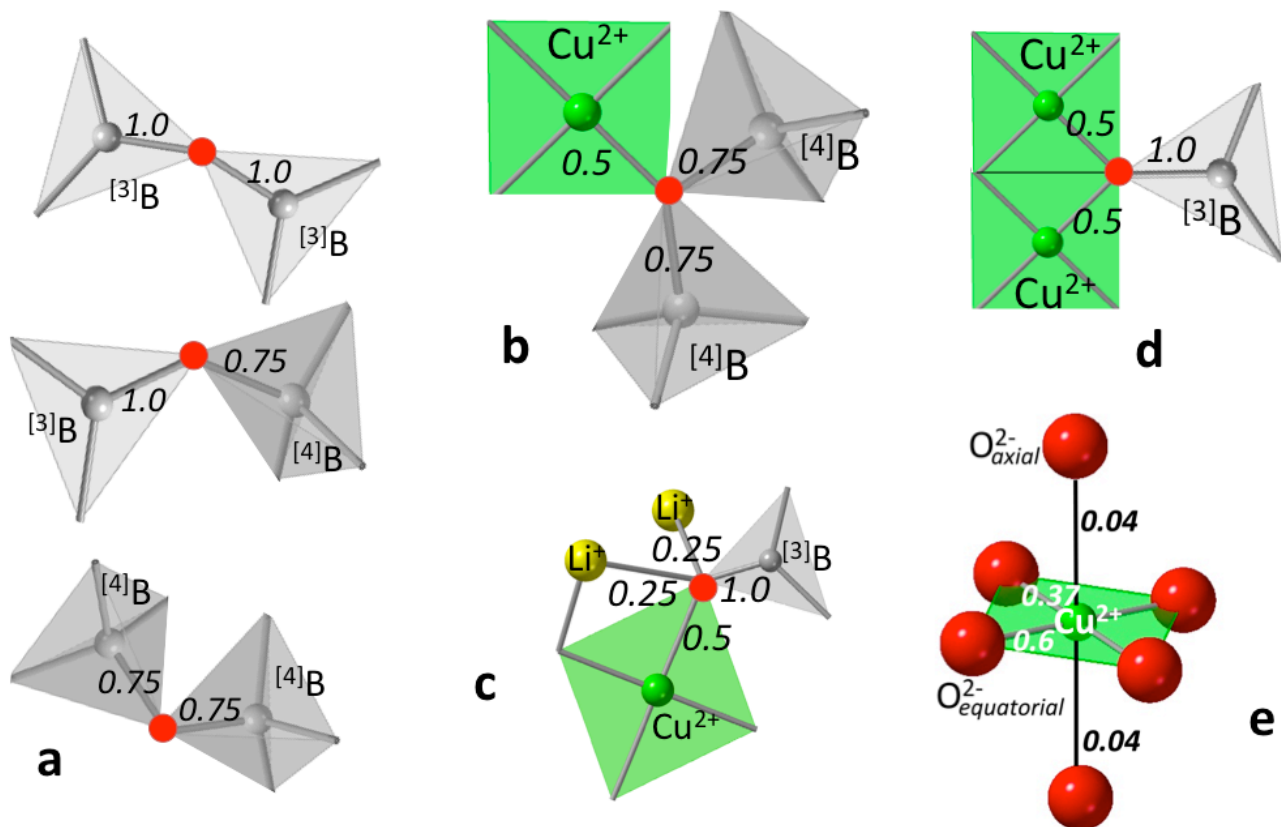 1.0
1.0
[3]B
[3]B
0.75
1.0
[3]B
[4]B
[4]B
[4]B
0.75
0.75
a
Cu2+
0.5
0.75
[4]B
0.75
[4]B
b
Li+
Li+
0.25
[3]B
0.25
1.0
0.5
Cu2+
c
Cu2+
0.5
1.0
[3]B
0.5
Cu2+
d
O2-axial
0.04
0.37
Cu2+
0.6
O2-equatorial
0.04
e